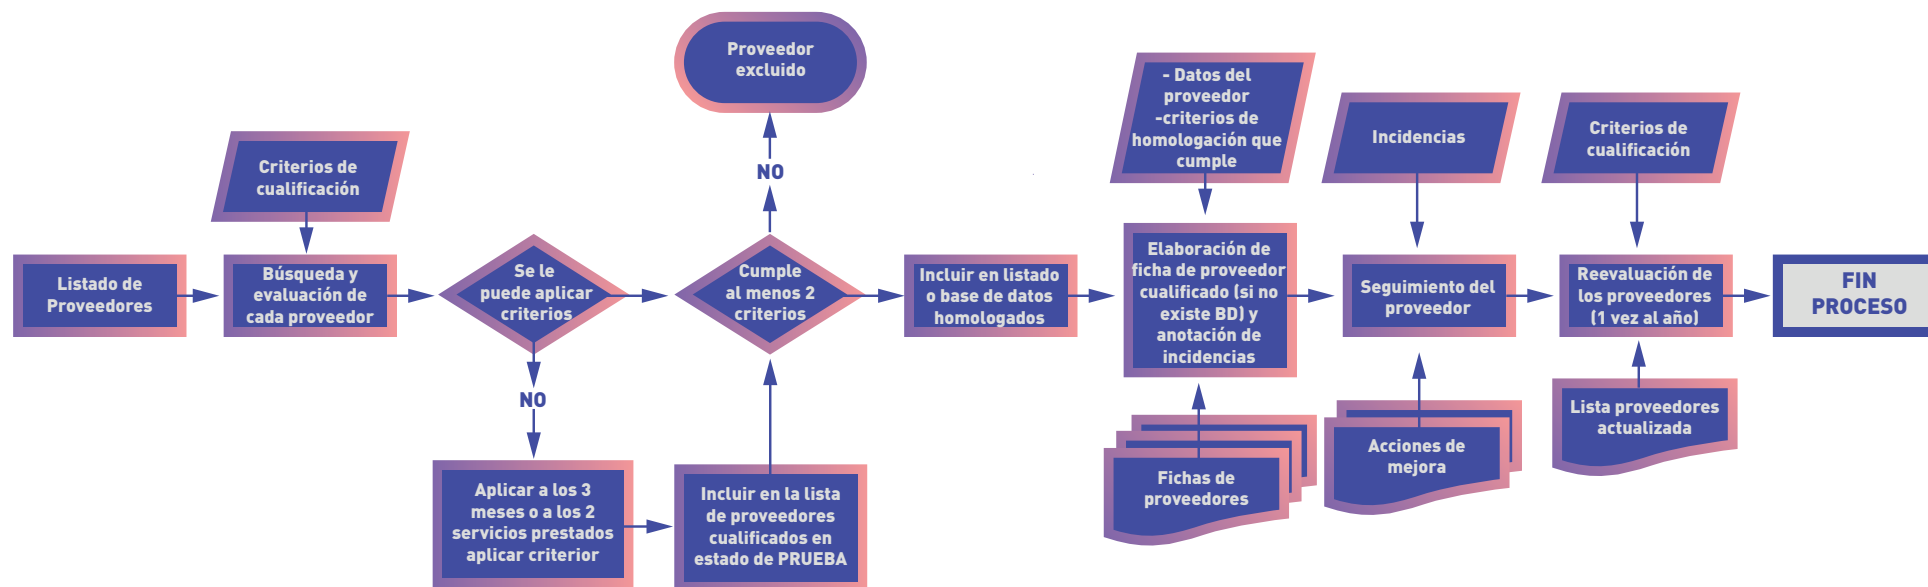 Proveedor
excluido
- Datos del
proveedor
-criterios de
homologación que
cumple
Incidencias
Criterios de
cualificación
Criterios de
cualificación
NO
Listado de
Proveedores
Búsqueda y
evaluación de
cada proveedor
Se le
puede aplicar
criterios
Cumple
al menos 2
criterios
Incluir en listado
o base de datos
homologados
Elaboración de
ficha de proveedor
cualificado (si no
existe BD) y
anotación de
incidencias
Seguimiento del
proveedor
Reevaluación de
los proveedores
(1 vez al año)
FIN
PROCESO
NO
Aplicar a los 3
meses o a los 2
servicios prestados
aplicar criterior
Incluir en la lista
de proveedores
cualificados en
estado de PRUEBA
Fichas de
proveedores
Acciones de
mejora
Lista proveedores
actualizada